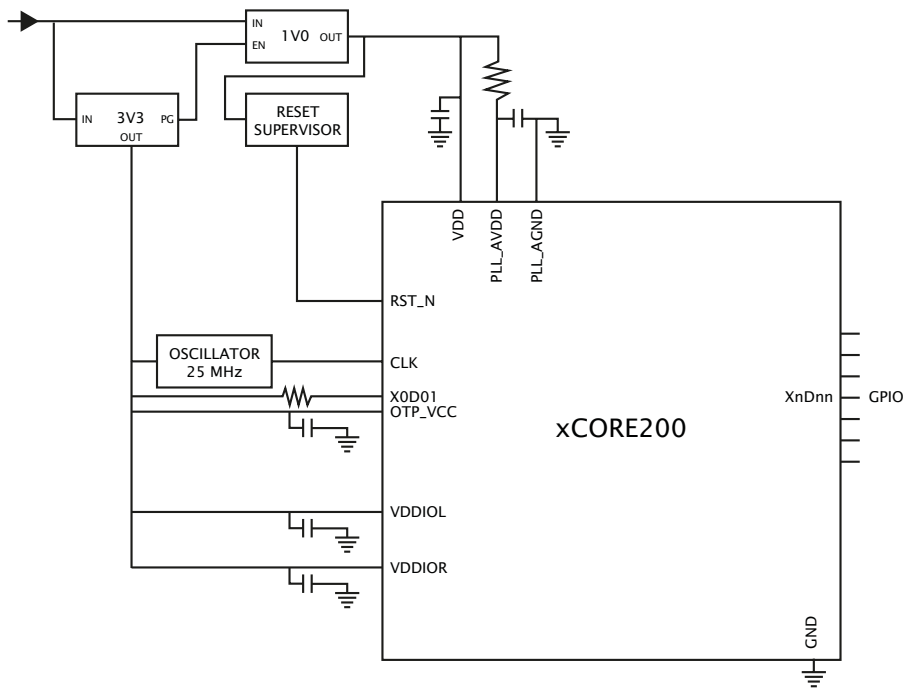 IN
1V0 OUT
EN
IN 3V3 PG
OUT
RESET
SUPERVISOR
VDD
PLL_AVDD
PLL_AGND
RST_N
OSCILLATOR
25 MHz
CLK
X0D01
OTP_VCC
XnDnn GPIO
xCORE200
VDDIOL
VDDIOR
GND